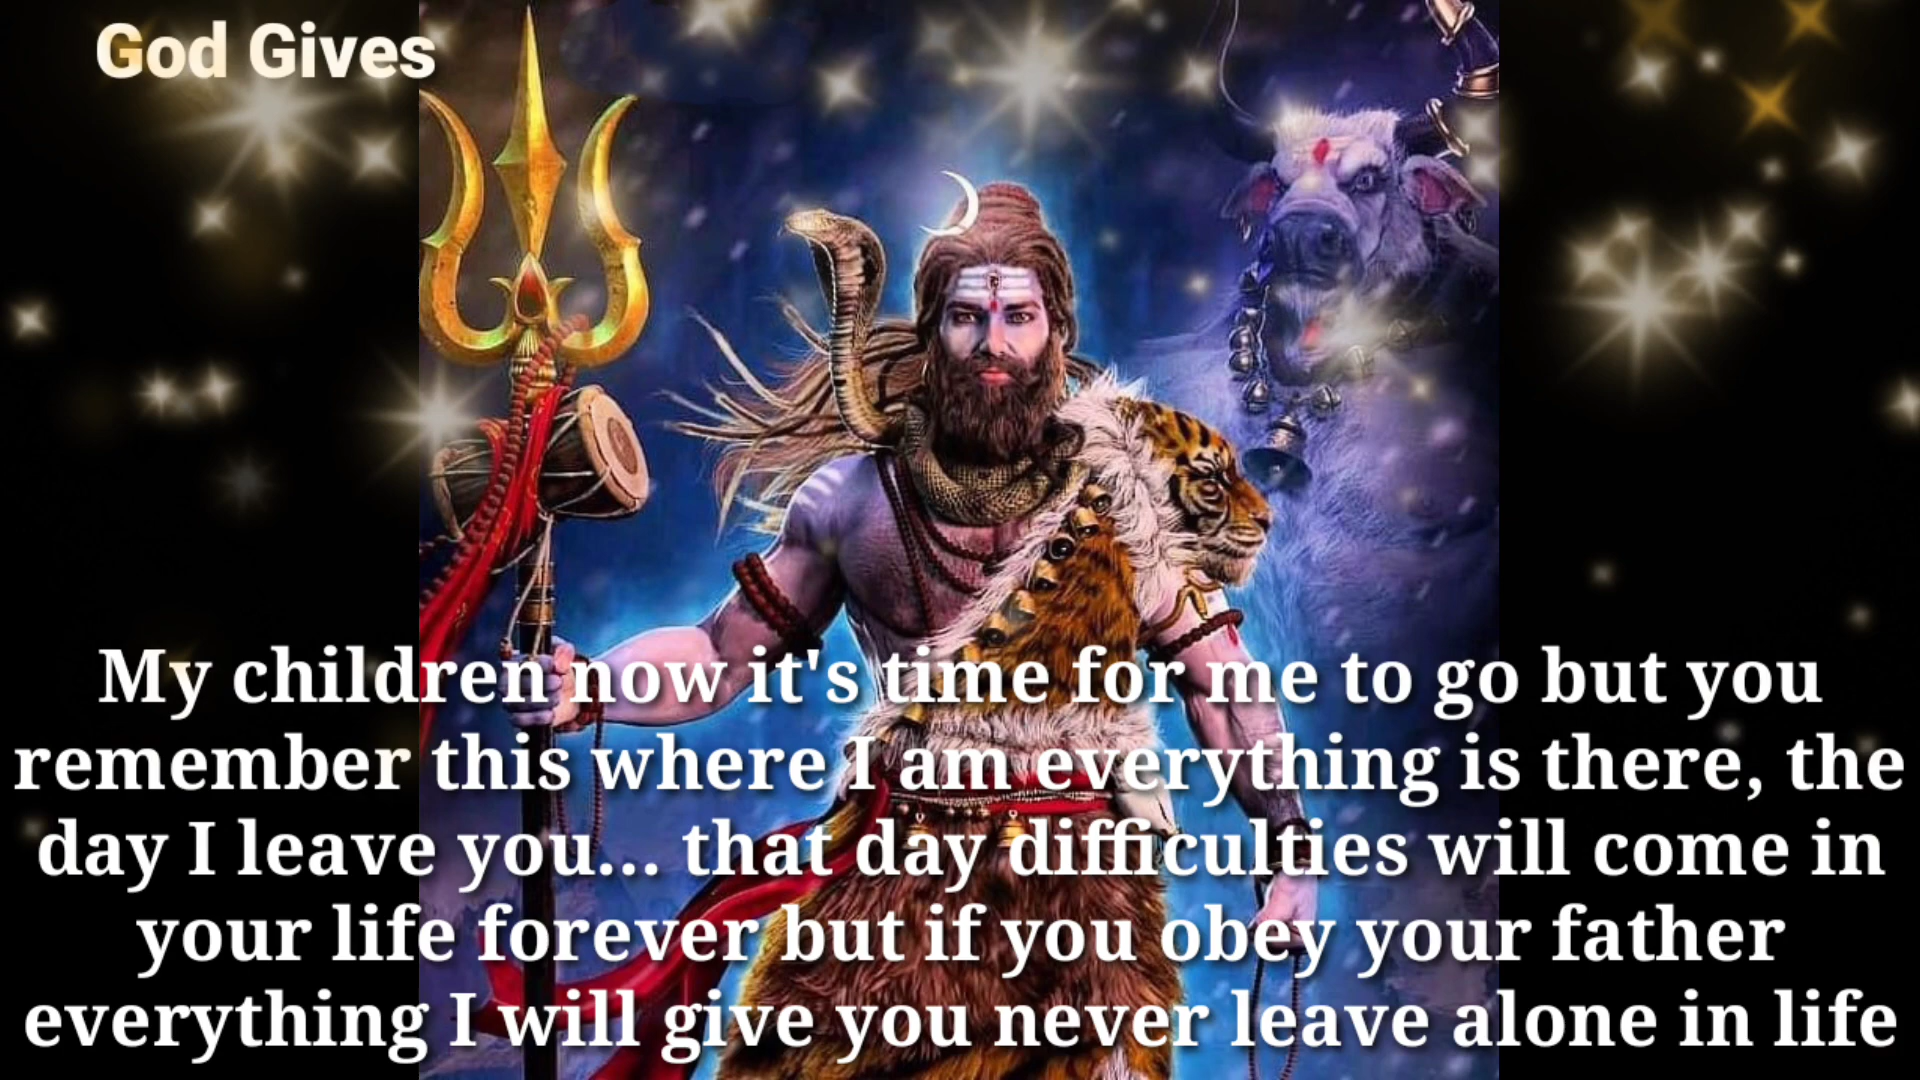 God Gives
My children now it's time for me to go but you
remember this where I am everything is there, the
day I leave you... that day difficulties will come in
your life forever but if you obey your father
everything I will give you never leave alone in life